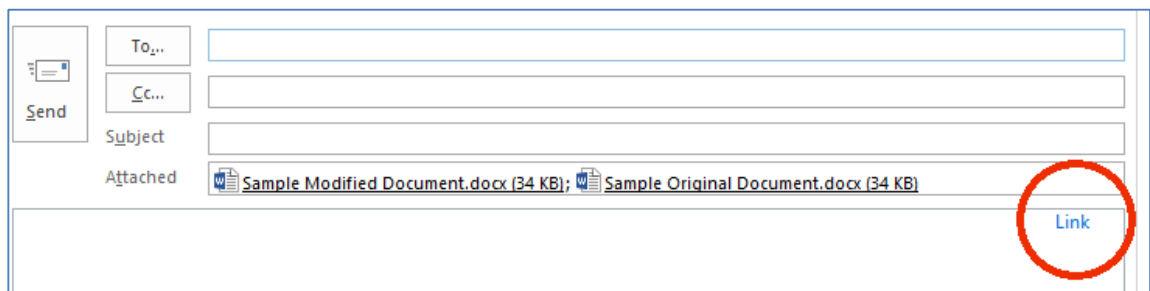 To...
Cc...
Send
Subject
Attached
Sample Modified Document.docx (34 KB); Sample Original Document.docx (34 KB)
Link